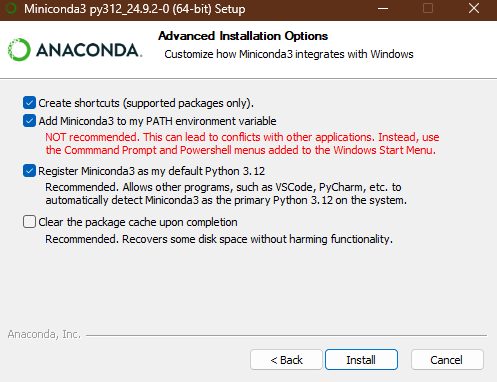 Miniconda3 py312_24.9.2-0 (64-bit) Setup
ANACONDA.
Advanced Installation Options
Customize how Miniconda3 integrates with Windows
Create shortcuts (supported packages only).
Add Miniconda3 to my PATH environment variable
NOT recommended. This can lead to conflicts with other applications. Instead, use
the Commmand Prompt and Powershell menus added to the Windows Start Menu.
Register Miniconda3 as my default Python 3.12
Recommended. Allows other programs, such as VSCode, PyCharm, etc. to
automatically detect Miniconda3 as the primary Python 3.12 on the system.
Clear the package cache upon completion
Recommended. Recovers some disk space without harming functionality.
Anaconda, Inc.
< Back
Install
Cancel